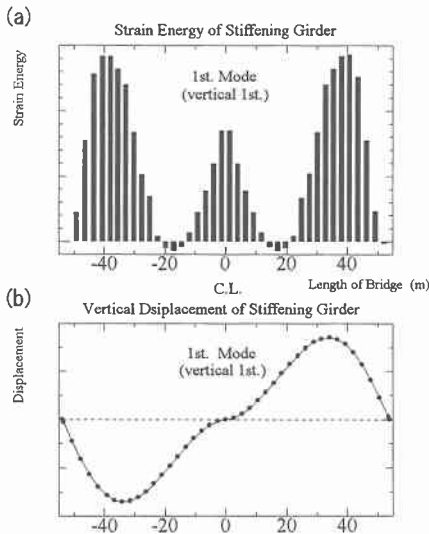 (a)
Strain Energy of Stiffening Girder
Strain Energy
1st. Mode
(vertical 1st.)
-40 -20 0 20 40
C.L.
Length of Bridge (m)
(b)
Vertical Dsiplacement of Stiffening Girder
Displacement
1st. Mode
(vertical 1st.)
-40 -20 0 20 40